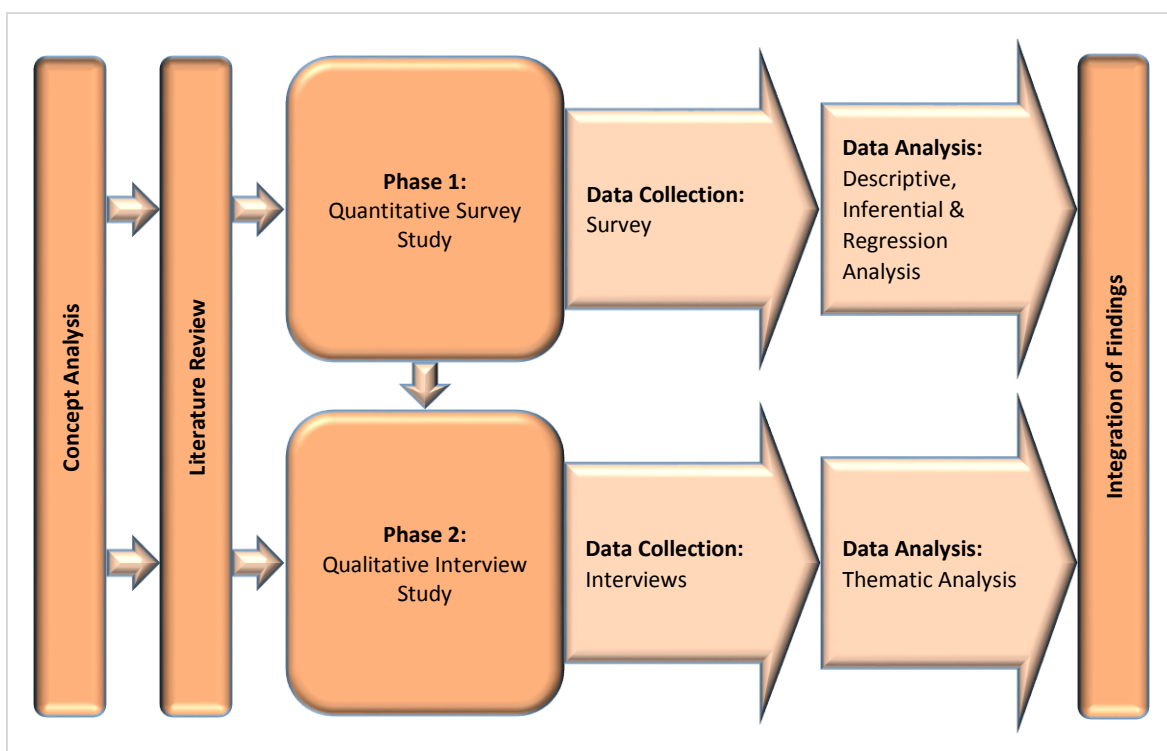 Concept Analysis
Literature Review
Phase 1:
Quantitative Survey
Study
Data Collection:
Survey
Data Analysis:
Descriptive,
Inferential &
Regression
Analysis
Phase 2:
Qualitative Interview
Study
Data Collection:
Interviews
Data Analysis:
Thematic Analysis
Integration of Findings